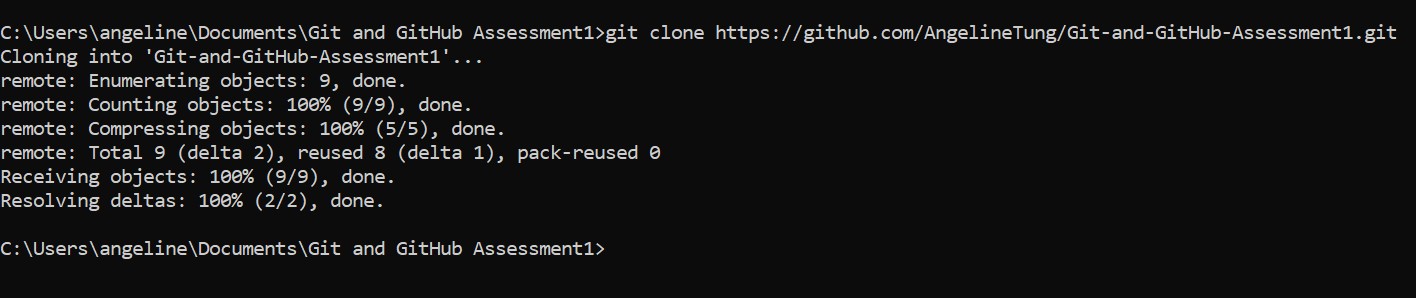 C:\Users\angeline\Documents\Git and GitHub Assessment1>git clone https://github.com/AngelineTung/Git-and-GitHub-Assessment1.git
Cloning into 'Git-and-GitHub-Assessment1'...
remote: Enumerating objects: 9, done.
remote: Counting objects: 100% (9/9), done.
remote: Compressing objects: 100% (5/5), done.
remote: Total 9 (delta 2), reused 8 (delta 1), pack-reused 0
Receiving objects: 100% (9/9), done.
Resolving deltas: 100% (2/2), done.
C:\Users\angeline\Documents\Git and GitHub Assessment1>